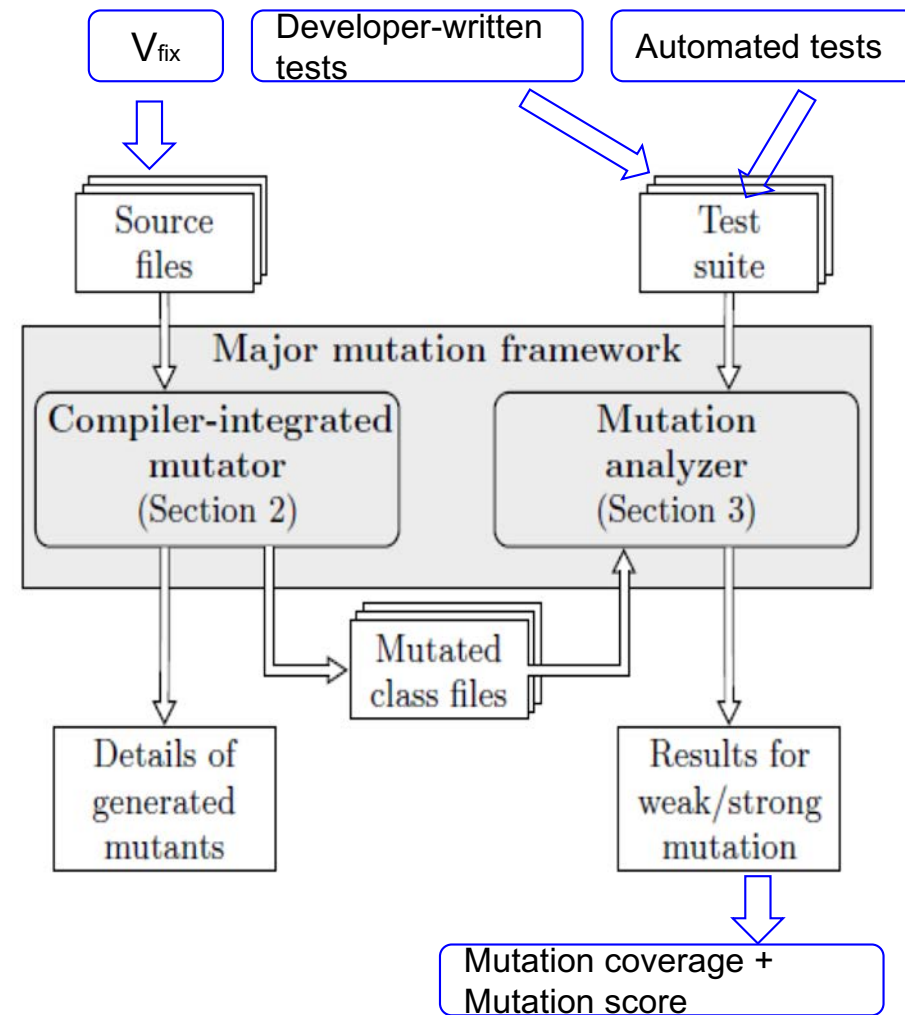 Vfix
Developer-written
tests
Automated tests
Source
files
Test
suite
Major mutation framework
Compiler-integrated
mutator
(Section 2)
Mutation
analyzer
(Section 3)
Mutated
class files
Details of
generated
mutants
Results for
weak/strong
mutation
Mutation coverage +
Mutation score